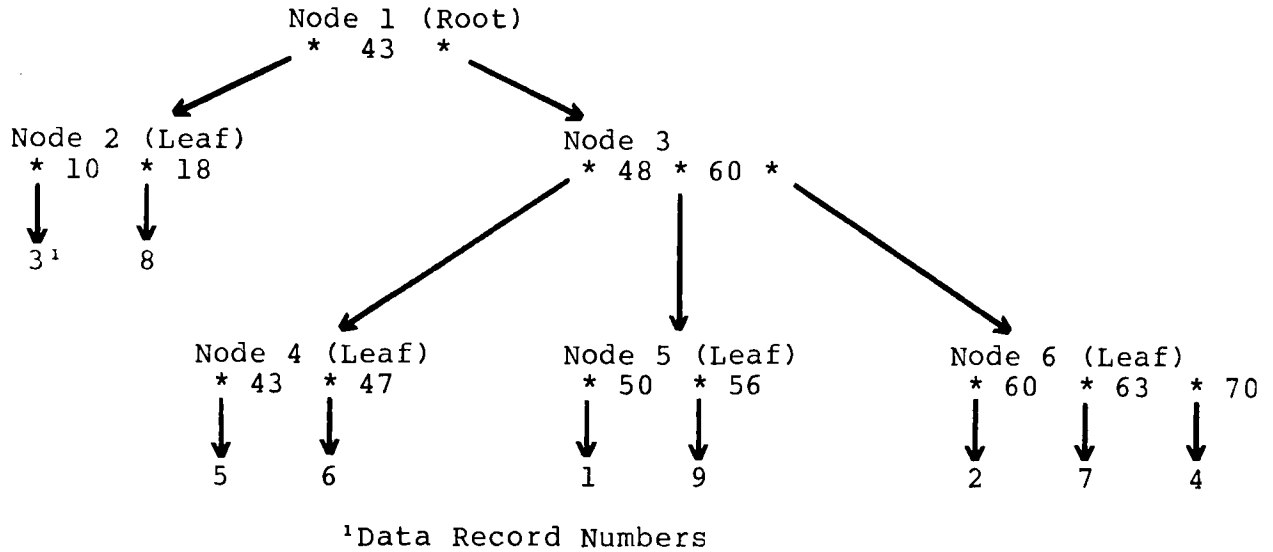 Node 1 (Root)
* 43 *
Node 2 (Leaf)
* 10 * 18
Node 3
* 48 * 60 *
3¹ 8
Node 4 (Leaf)
* 43 * 47
Node 5 (Leaf)
* 50 * 56
Node 6 (Leaf)
* 60 * 63 * 70
5 6 1 9 2 7 4
¹Data Record Numbers